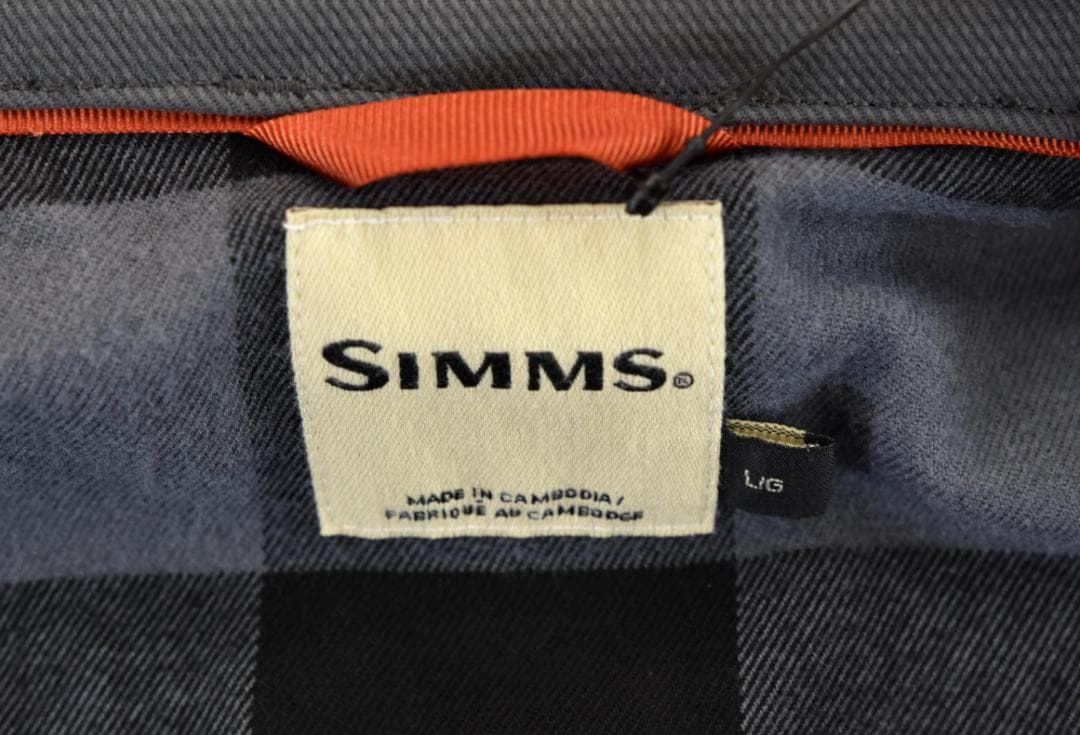 SIMMS®
MADE IN CAMBODIA/
FABRIQUÉ AU CAMBODGE
L/G